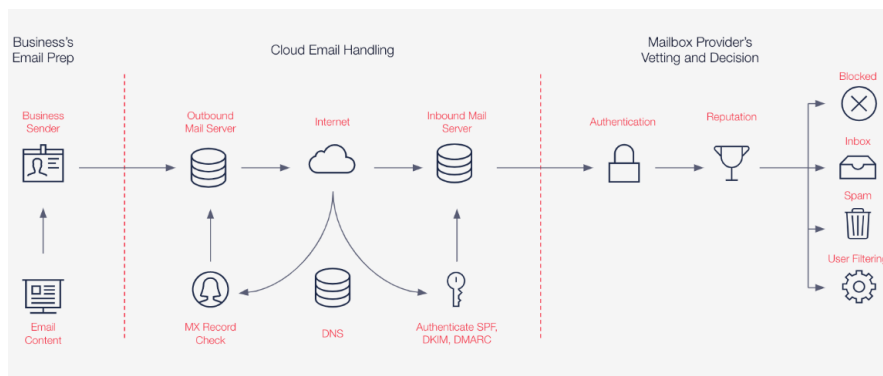 Business's
Email Prep
Cloud Email Handling
Mailbox Provider's
Vetting and Decision
Business
Sender
Outbound
Mail Server
Internet
Inbound Mail
Server
Authentication
Reputation
Blocked
Inbox
Spam
User Filtering
Email
Content
MX Record
Check
DNS
Authenticate SPF,
DKIM, DMARC